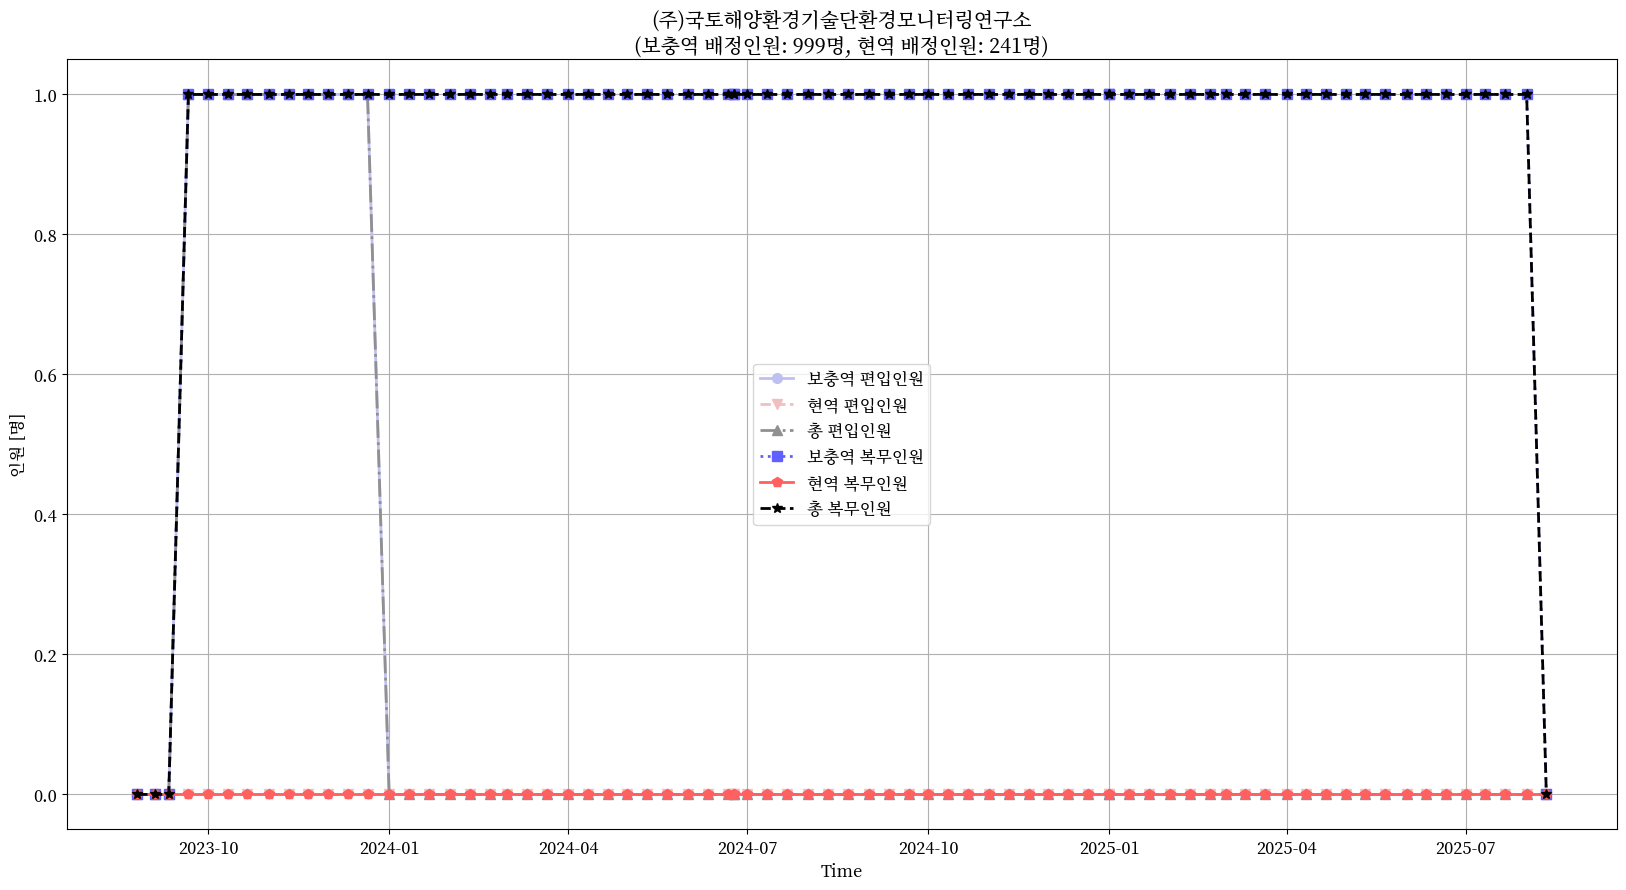 (주)국토해양환경기술단환경모니터링연구소
(보충역 배정인원: 999명, 현역 배정인원: 241명)
1.0
0.8
0.6
0.4
0.2
0.0
인원 [명]
보충역 편입인원
현역 편입인원
총 편입인원
보충역 복무인원
현역 복무인원
총 복무인원
2023-10
2024-01
2024-04
2024-07
2024-10
2025-01
2025-04
2025-07
Time